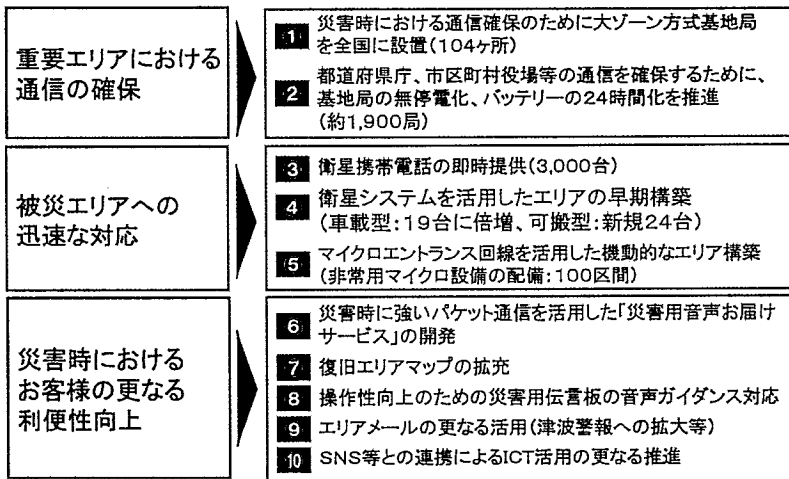 重要エリアにおける
通信の確保
1 災害時における通信確保のために大ゾーン方式基地局
を全国に設置(104ヶ所)
2 都道府県庁、市区町村役場等の通信を確保するために、
基地局の無停電化、バッテリーの24時間化を推進
(約1,900局)
被災エリアへの
迅速な対応
3 衛星携帯電話の即時提供(3,000台)
4 衛星システムを活用したエリアの早期構築
(車載型:19台に倍増、可搬型:新規24台)
5 マイクロエントランス回線を活用した機動的なエリア構築
(非常用マイクロ設備の配備:100区間)
災害時における
お客様の更なる
利便性向上
6 災害時に強いパケット通信を活用した「災害用音声お届け
サービス」の開発
7 復旧エリアマップの拡充
8 操作性向上のための災害用伝言板の音声ガイダンス対応
9 エリアメールの更なる活用(津波警報への拡大等)
10 SNS等との連携によるICT活用の更なる推進